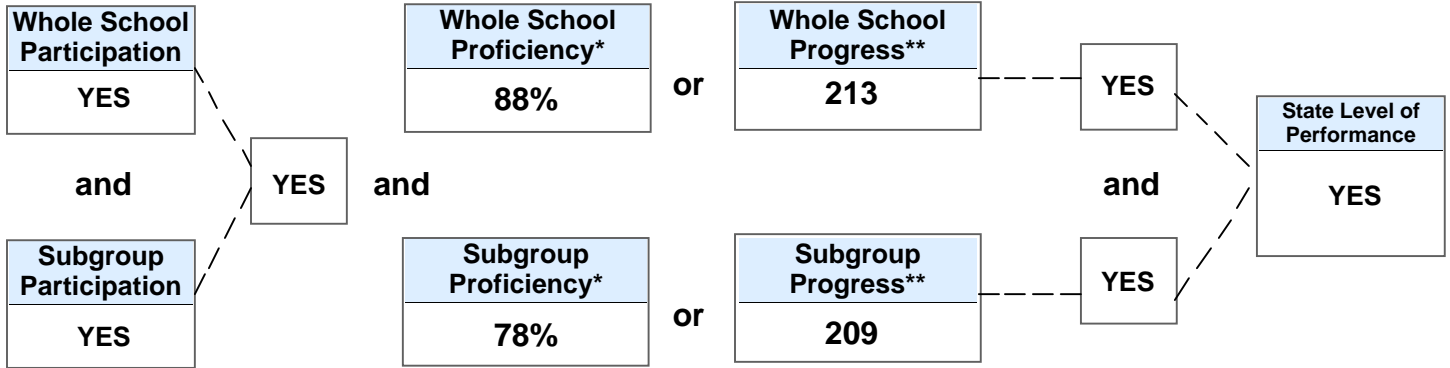 Whole School
Participation
YES
and
Subgroup
Participation
YES
YES
and
Whole School
Proficiency*
88%
or
Whole School
Progress**
213
YES
Subgroup
Proficiency*
78%
or
Subgroup
Progress**
209
YES
and
State Level of
Performance
YES